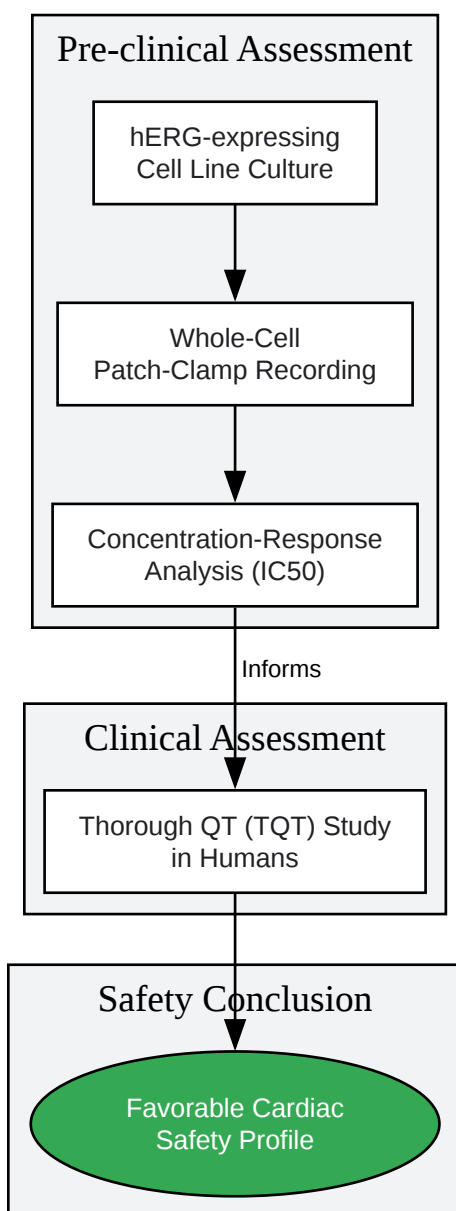 Pre-clinical Assessment
hERG-expressing
Cell Line Culture
Whole-Cell
Patch-Clamp Recording
Concentration-Response
Analysis (IC50)
Informs
Clinical Assessment
Thorough QT (TQT) Study
in Humans
Safety Conclusion
Favorable Cardiac
Safety Profile